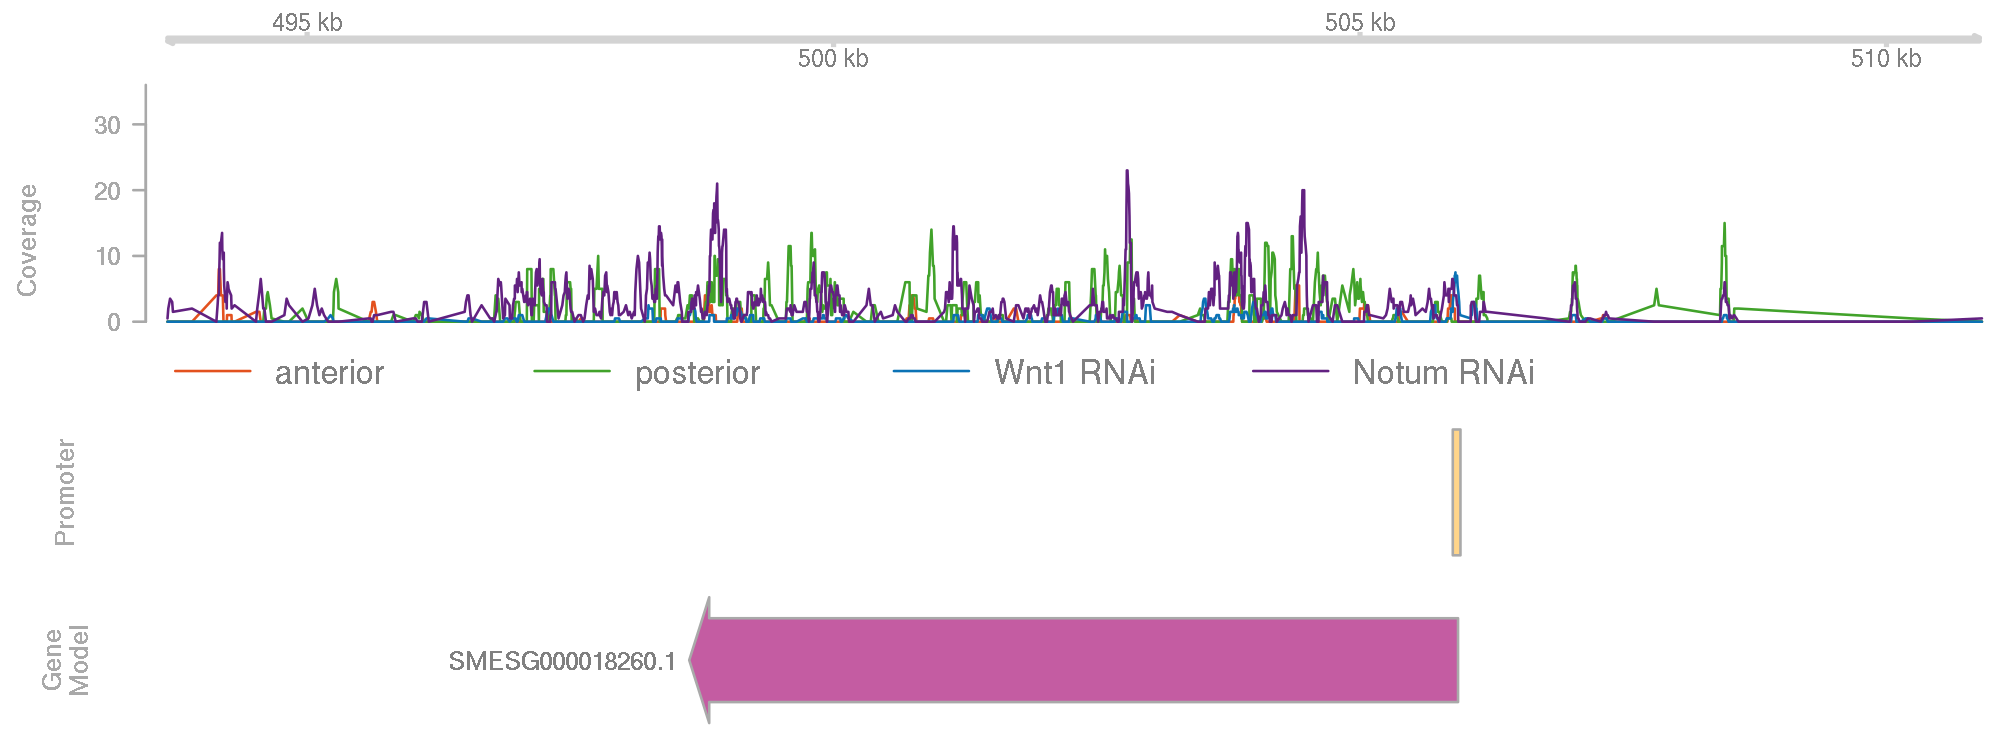 495 kb
505 kb
500 kb
510 kb
Coverage
30
20
10
0
anterior posterior Wnt1 RNAi Notum RNAi
Promoter
Gene
Model
SMESG000018260.1